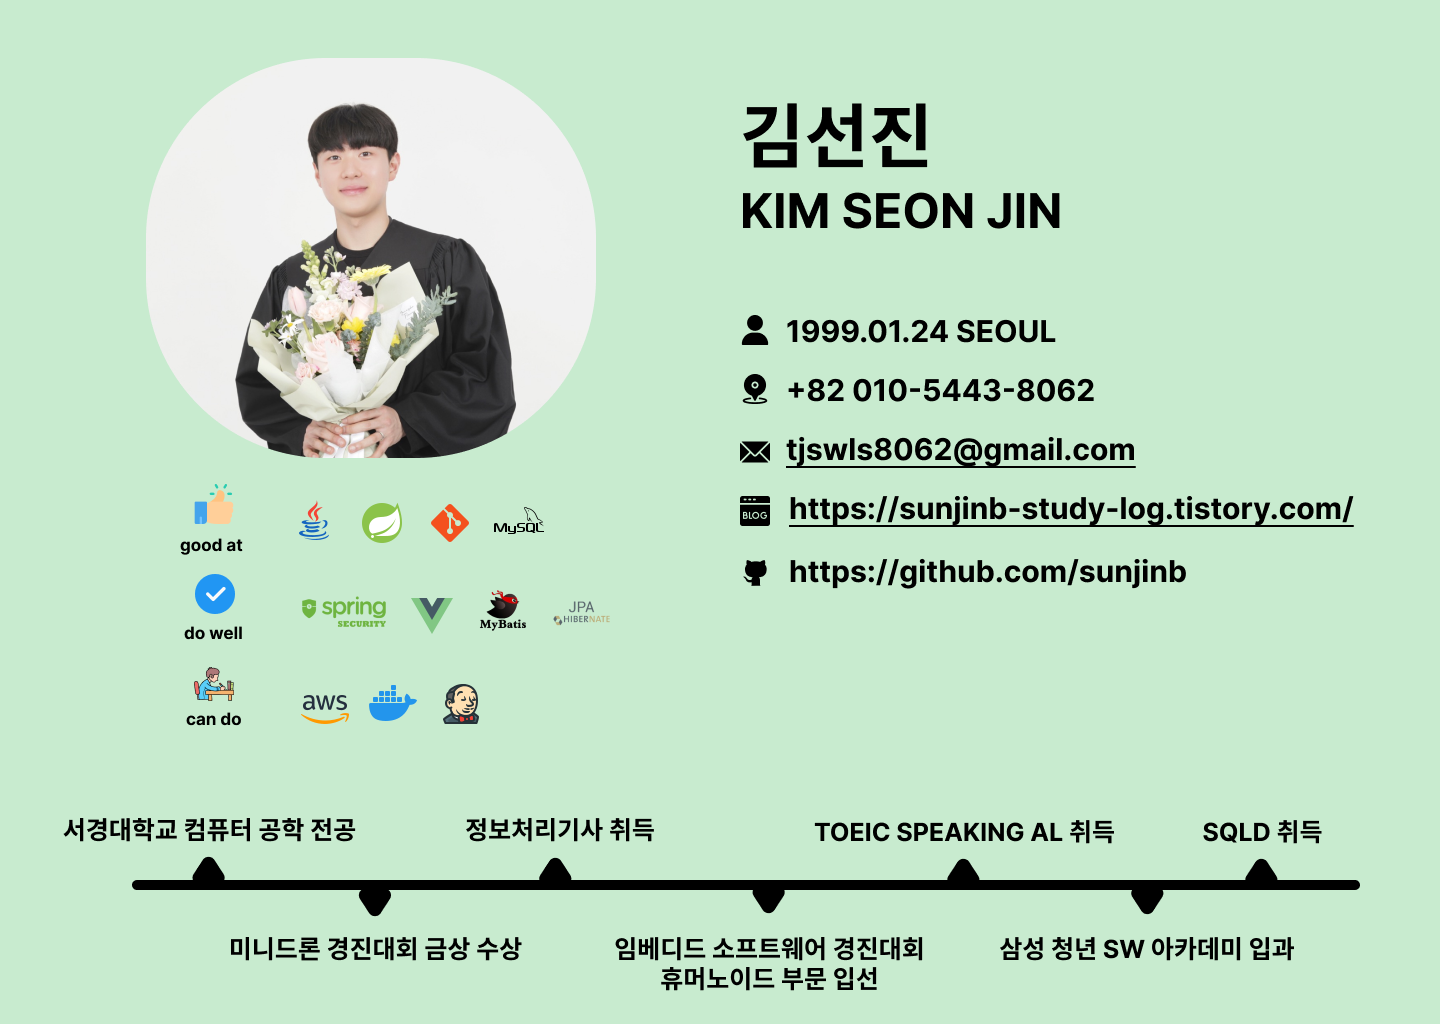 김선진
KIM SEON JIN
1999.01.24 SEOUL
+82 010-5443-8062
tjswls8062@gmail.com
BLOG
https://sunjinb-study-log.tistory.com/
https://github.com/sunjinb
good at
MySQL
do well
spring
SECURITY
MyBatis
JPA
HIBERNATE
can do
aws
서경대학교 컴퓨터 공학 전공
정보처리기사 취득
TOEIC SPEAKING AL 취득
SQLD 취득
미니드론 경진대회 금상 수상
임베디드 소프트웨어 경진대회
휴머노이드 부문 입선
삼성 청년 SW 아카데미 입과